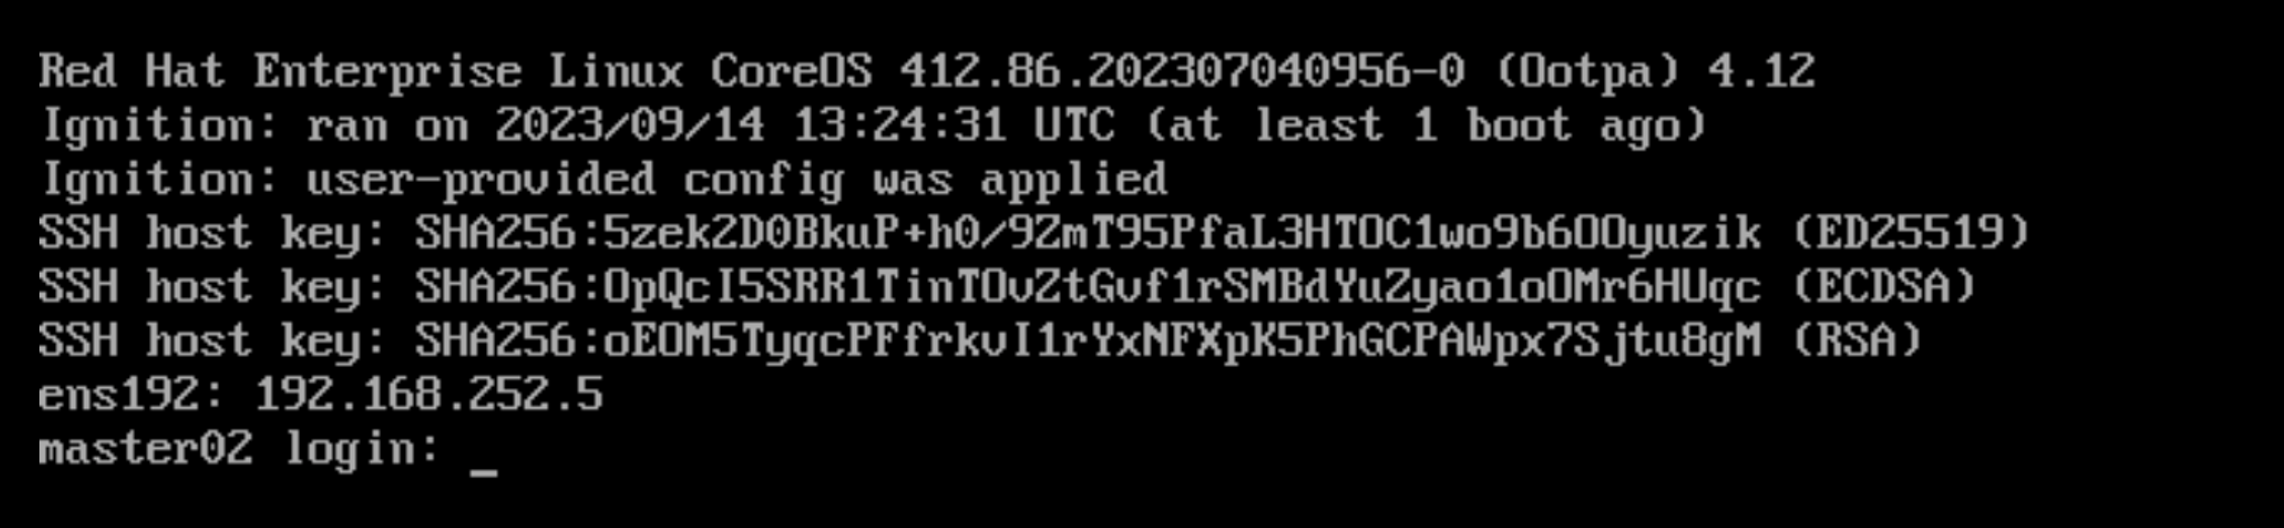 Red Hat Enterprise Linux CoreOS 412.86.202307040956-0 (Ootpa) 4.12
Ignition: ran on 2023/09/14 13:24:31 UTC (at least 1 boot ago)
Ignition: user-provided config was applied
SSH host key: SHA256:5zek2D0BkuP+h0/9ZmT95PfaL3HTOC1wo9b6OOyuzik (ED25519)
SSH host key: SHA256:OpQcI5SRR1TinTOvZtGvf1rSMBdYuZyao1oOMr6HUqc (ECDSA)
SSH host key: SHA256:oEOM5TyqcPFfrkvI1rYxNFXpK5PhGCPAWpx7Sjtu8gM (RSA)
ens192: 192.168.252.5
master02 login: _